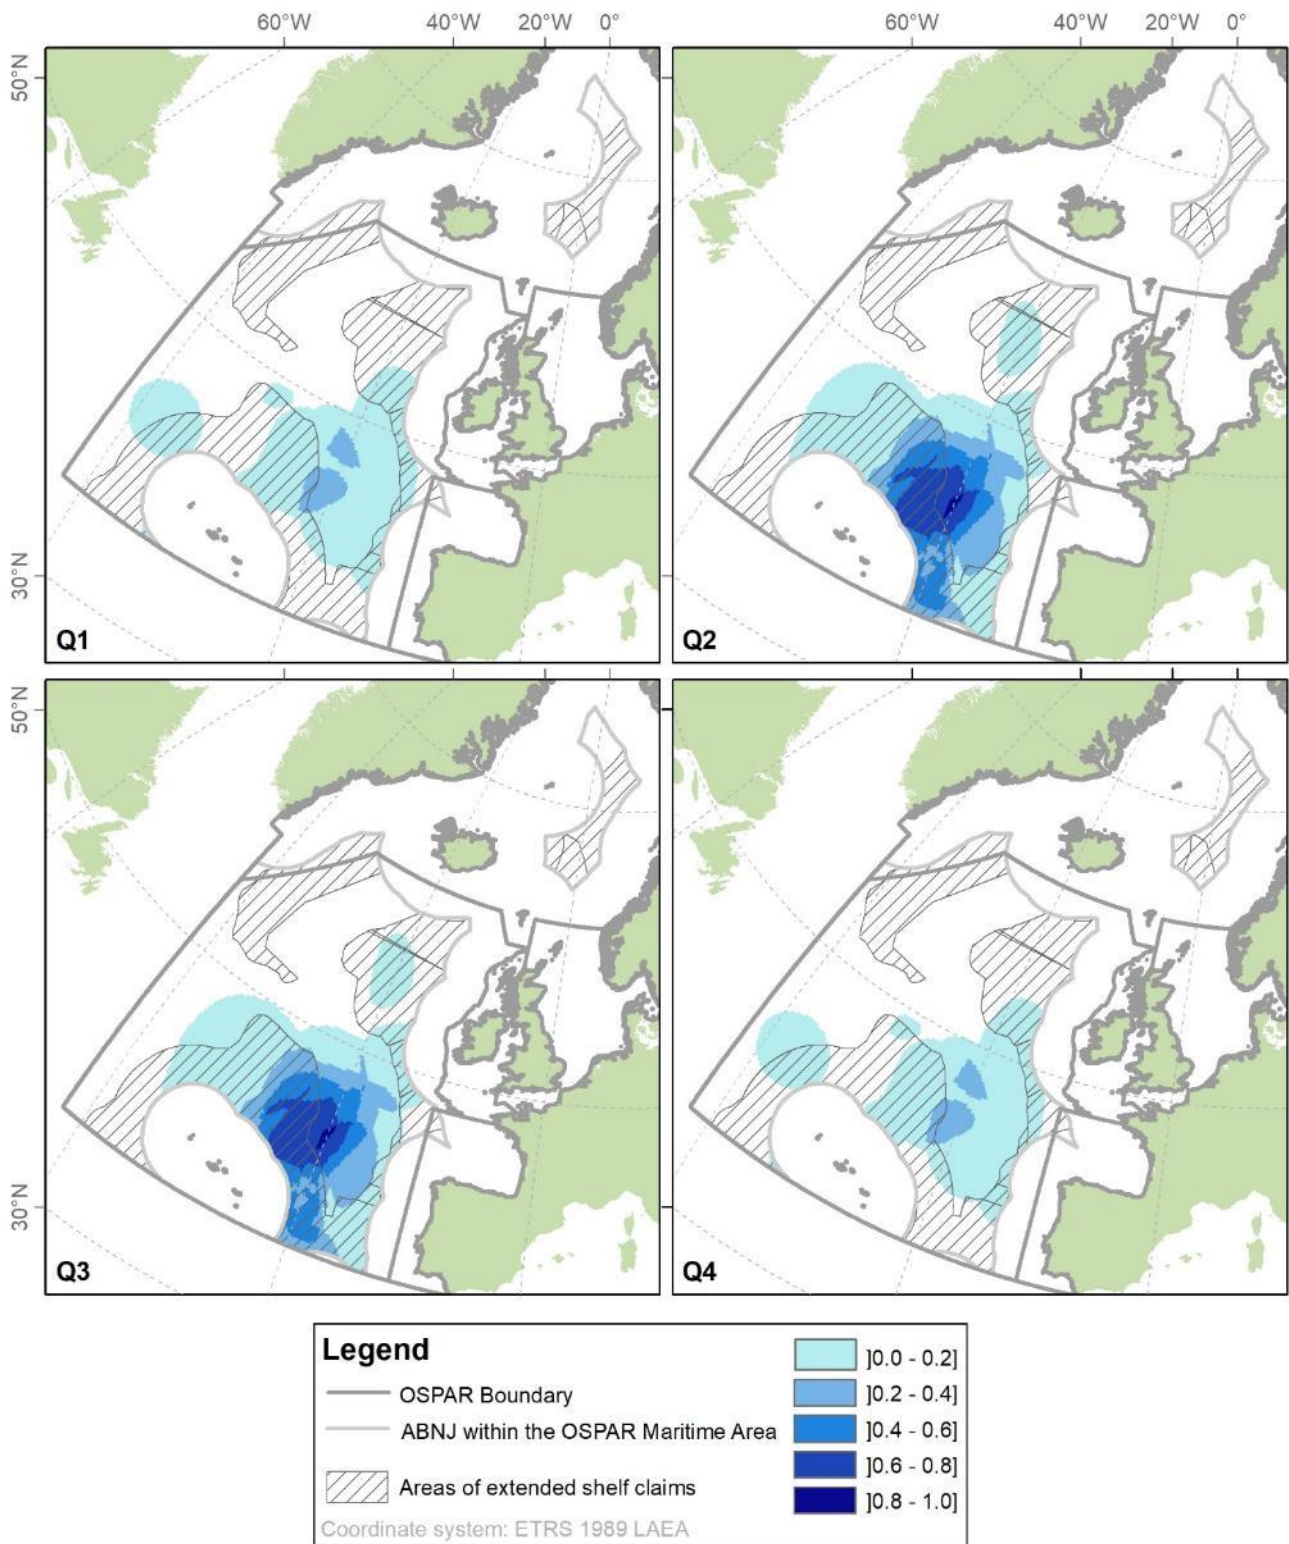 60°W 20°W 0° 60°W 20°W 0°
50°N
30°N
Q1 Q2
50°N
30°N
Q3 Q4
Legend
OSPAR Boundary
ABNJ within the OSPAR Maritime Area
Areas of extended shelf claims
Coordinate system: ETRS 1989 LAEA
]0.0 - 0.2]
]0.2 - 0.4]
]0.4 - 0.6]
]0.6 - 0.8]
]0.8 - 1.0]